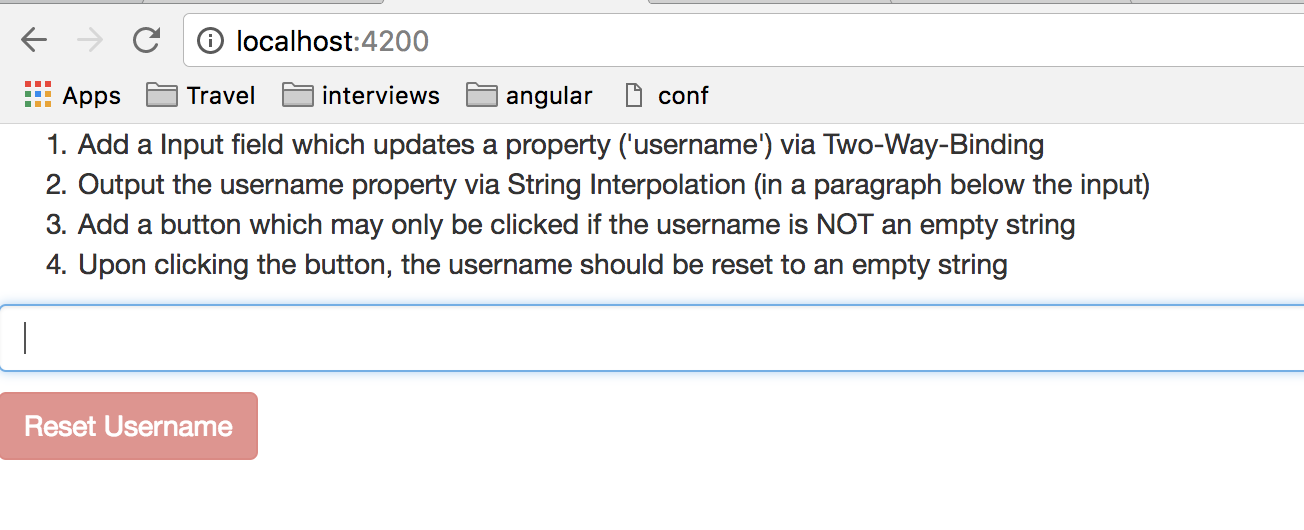 localhost:4200
Apps Travel interviews angular conf
1. Add a Input field which updates a property ('username') via Two-Way-Binding
2. Output the username property via String Interpolation (in a paragraph below the input)
3. Add a button which may only be clicked if the username is NOT an empty string
4. Upon clicking the button, the username should be reset to an empty string
Reset Username